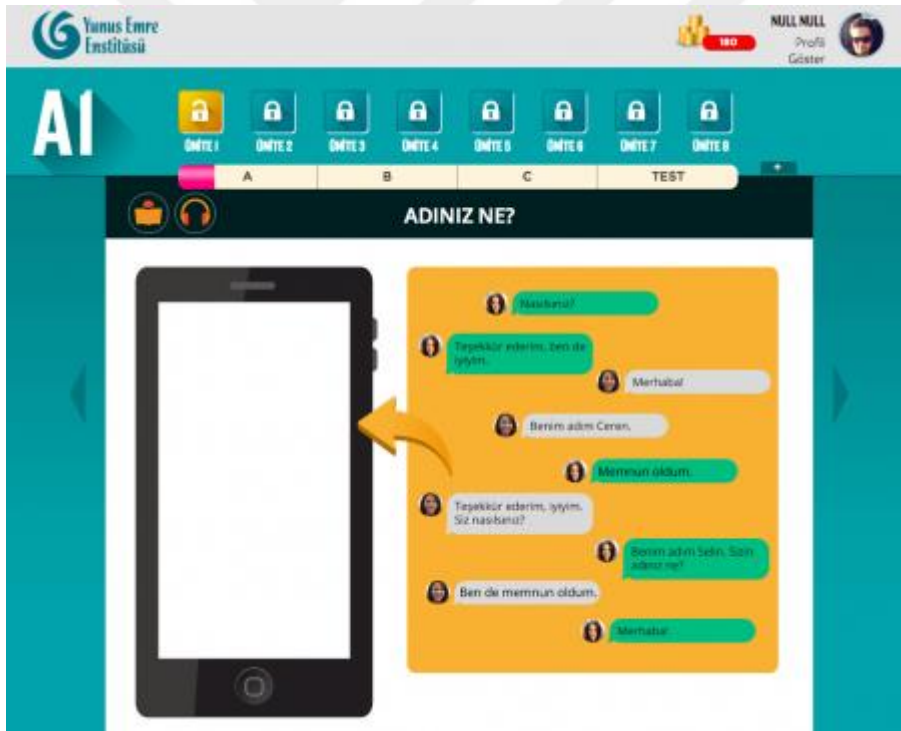 Yunus Emre
Enstitüsü
180
NULL NULL
Profili
Göster
A1
ÜNİTE 1
ÜNİTE 2
ÜNİTE 3
ÜNİTE 4
ÜNİTE 5
ÜNİTE 6
ÜNİTE 7
ÜNİTE 8
A
B
C
TEST
+
ADINIZ NE?
Nasılsınız?
Teşekkür ederim, ben de
iyiyim.
Merhaba!
Benim adım Ceren.
Memnun oldum.
Teşekkür ederim, iyiyim.
Siz nasılsınız?
Benim adım Selin. Sizin
adınız ne?
Ben de memnun oldum.
Merhaba!